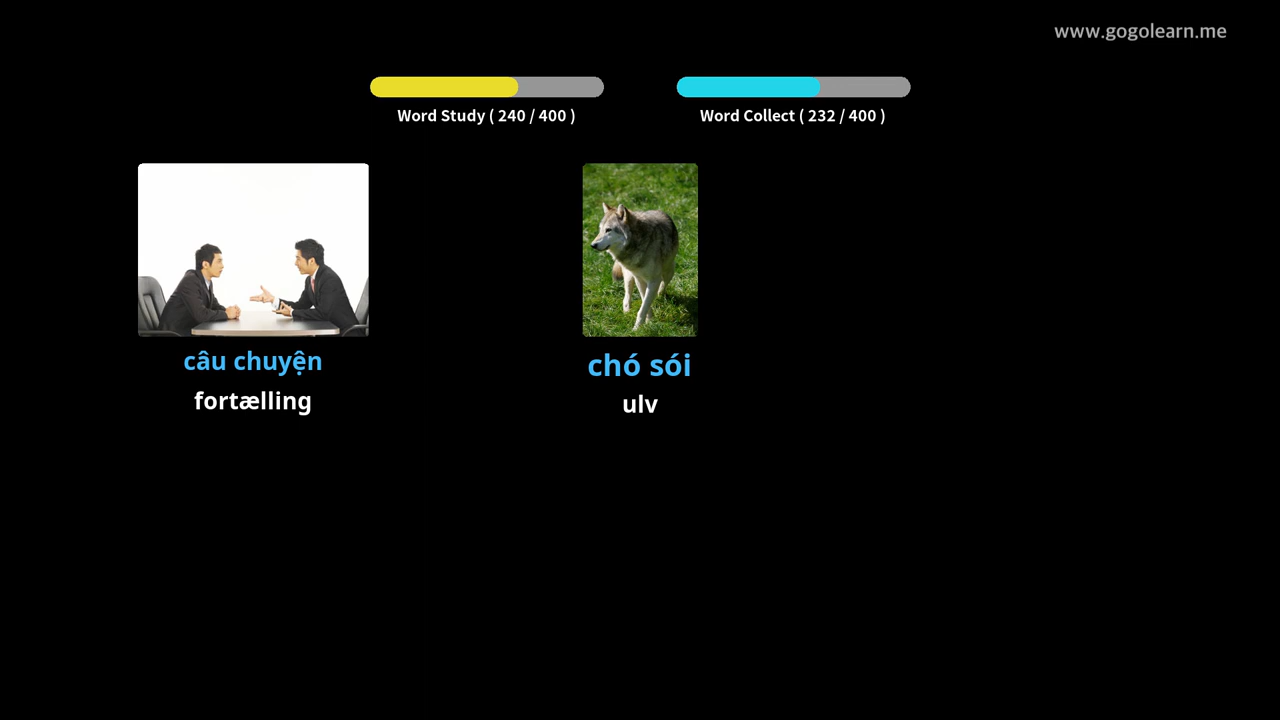 www.gogolearn.me
Word Study ( 240 / 400 )
Word Collect ( 232 / 400 )
câu chuyện
fortælling
chó sói
ulv